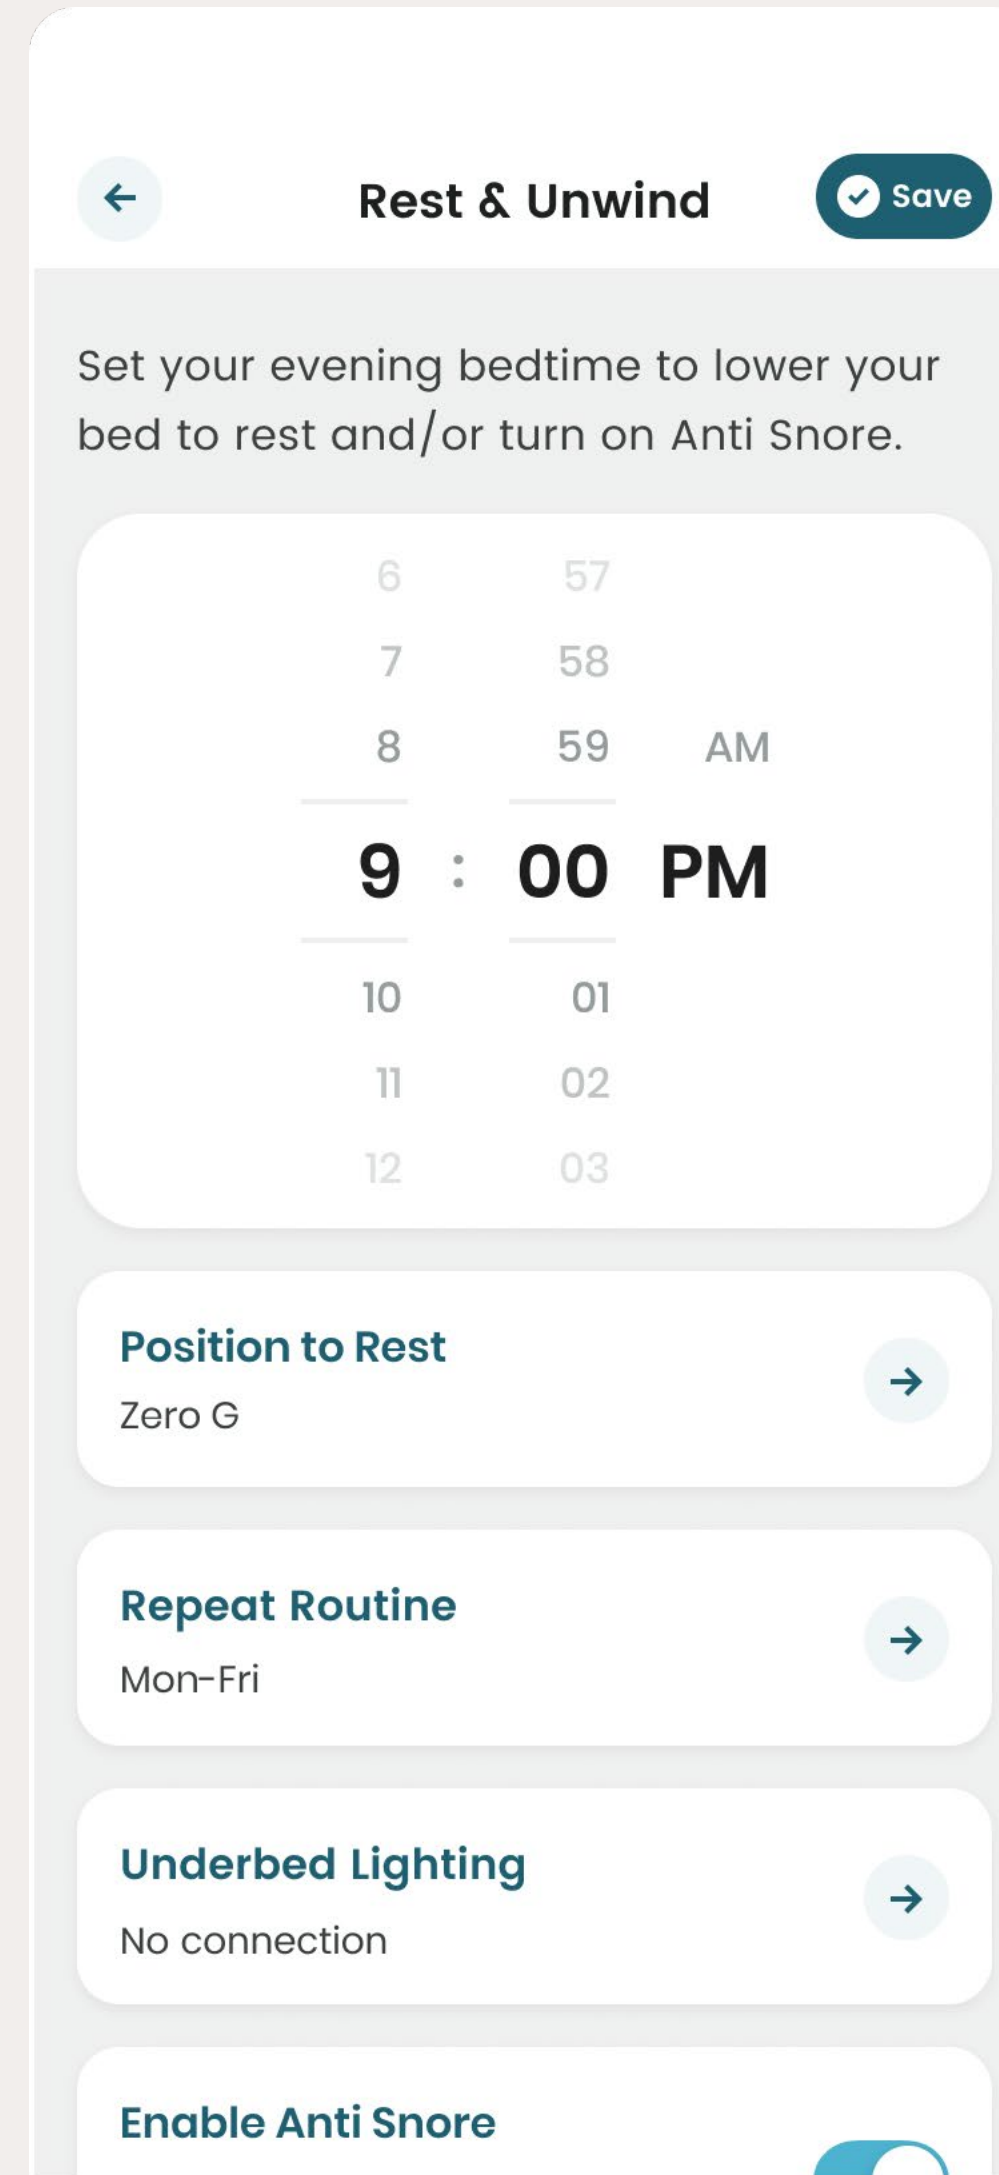 Rest & Unwind
Save
Set your evening bedtime to lower your
bed to rest and/or turn on Anti Snore.
6 57
7 58
8 59 AM
9 : 00 PM
10 01
11 02
12 03
Position to Rest
Zero G
Repeat Routine
Mon-Fri
Underbed Lighting
No connection
Enable Anti Snore